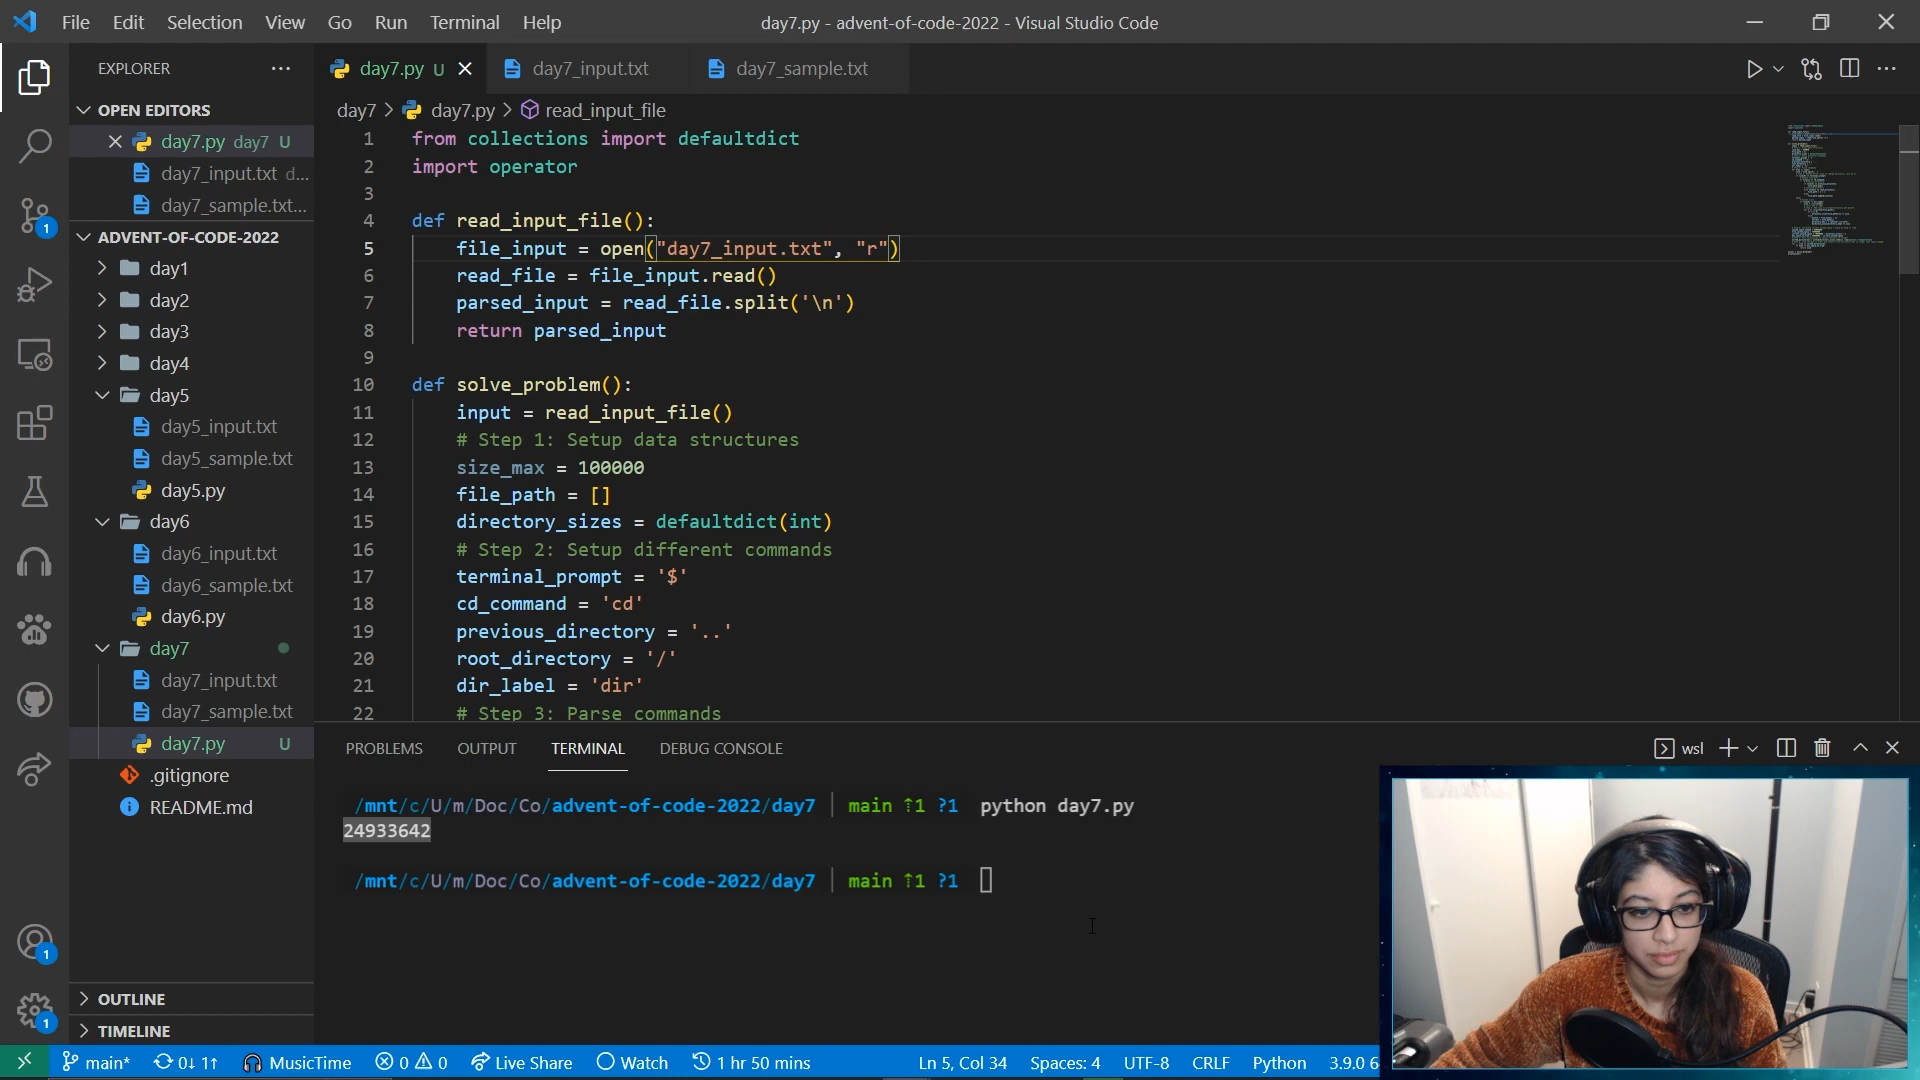 File Edit Selection View Go Run Terminal Help
day7.py - advent-of-code-2022 - Visual Studio Code
EXPLORER
OPEN EDITORS
day7.py day7 U
day7_input.txt d...
day7_sample.txt...
ADVENT-OF-CODE-2022
day1
day2
day3
day4
day5
day5_input.txt
day5_sample.txt
day5.py
day6
day6_input.txt
day6_sample.txt
day6.py
day7
day7_input.txt
day7_sample.txt
day7.py U
.gitignore
README.md
OUTLINE
TIMELINE
1
1
1
day7.py U
day7_input.txt
day7_sample.txt
day7 > day7.py > read_input_file
1 from collections import defaultdict
2 import operator
3
4 def read_input_file():
5 file_input = open("day7_input.txt", "r")
6 read_file = file_input.read()
7 parsed_input = read_file.split('\n')
8 return parsed_input
9
10 def solve_problem():
11 input = read_input_file()
12 # Step 1: Setup data structures
13 size_max = 100000
14 file_path = []
15 directory_sizes = defaultdict(int)
16 # Step 2: Setup different commands
17 terminal_prompt = '$'
18 cd_command = 'cd'
19 previous_directory = '..'
20 root_directory = '/'
21 dir_label = 'dir'
22 # Step 3: Parse commands
PROBLEMS OUTPUT TERMINAL DEBUG CONSOLE
wsl
/mnt/c/U/m/Doc/Co/advent-of-code-2022/day7 | main ⇡1 ?1 python day7.py
24933642
/mnt/c/U/m/Doc/Co/advent-of-code-2022/day7 | main ⇡1 ?1
main* 0↓ 1↑ MusicTime 0 0 Live Share Watch 1 hr 50 mins Ln 5, Col 34 Spaces: 4 UTF-8 CRLF Python 3.9.0 6